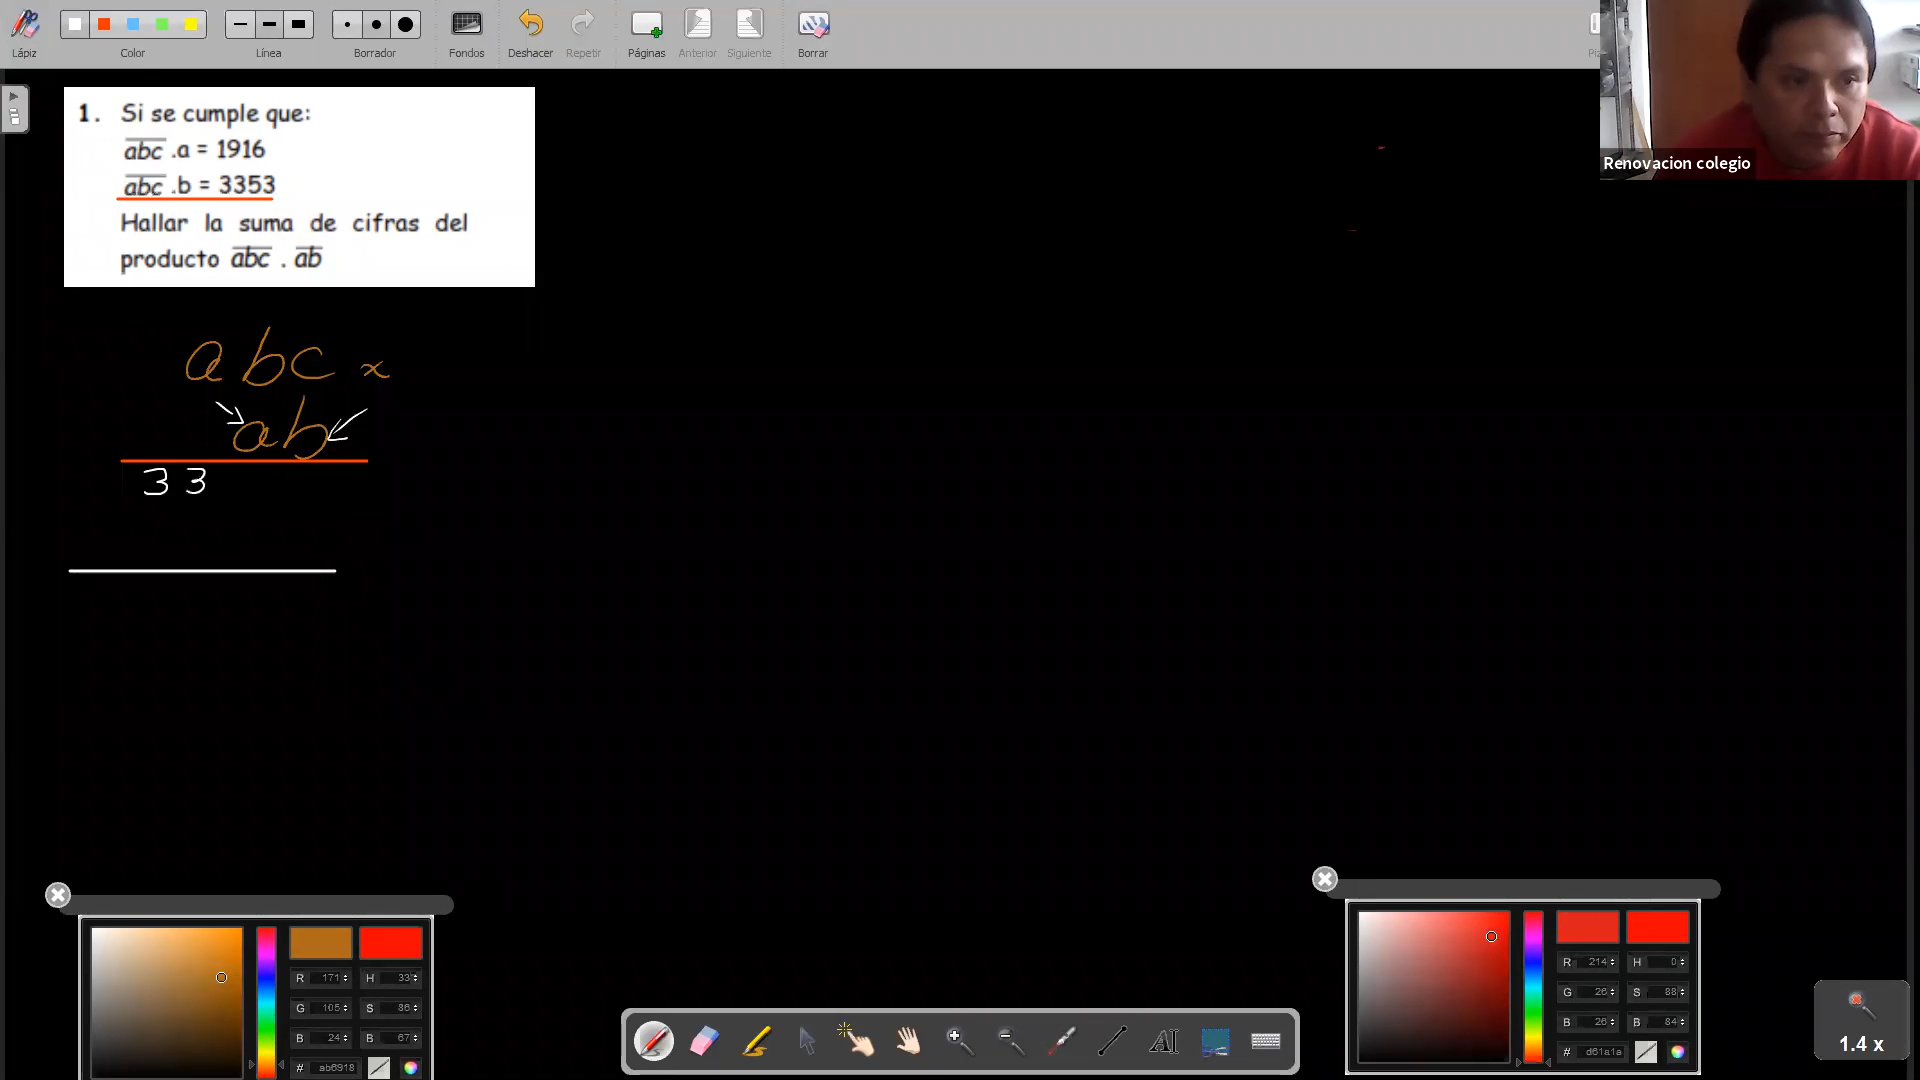 Lápiz
Color
Línea
Borrador
Fondos
Deshacer
Repetir
Páginas
Anterior
Siguiente
Borrar
1. Si se cumple que:
abc .a = 1916
abc .b = 3353
Hallar la suma de cifras del
producto abc . ab
Renovacion colegio
abc x
ab
33
R 171 H 33
G 105 S 86
B 24 B 67
# ab6918
R 214 H 0
G 26 S 88
B 26 B 84
# d61a1a
AI
1.4 x